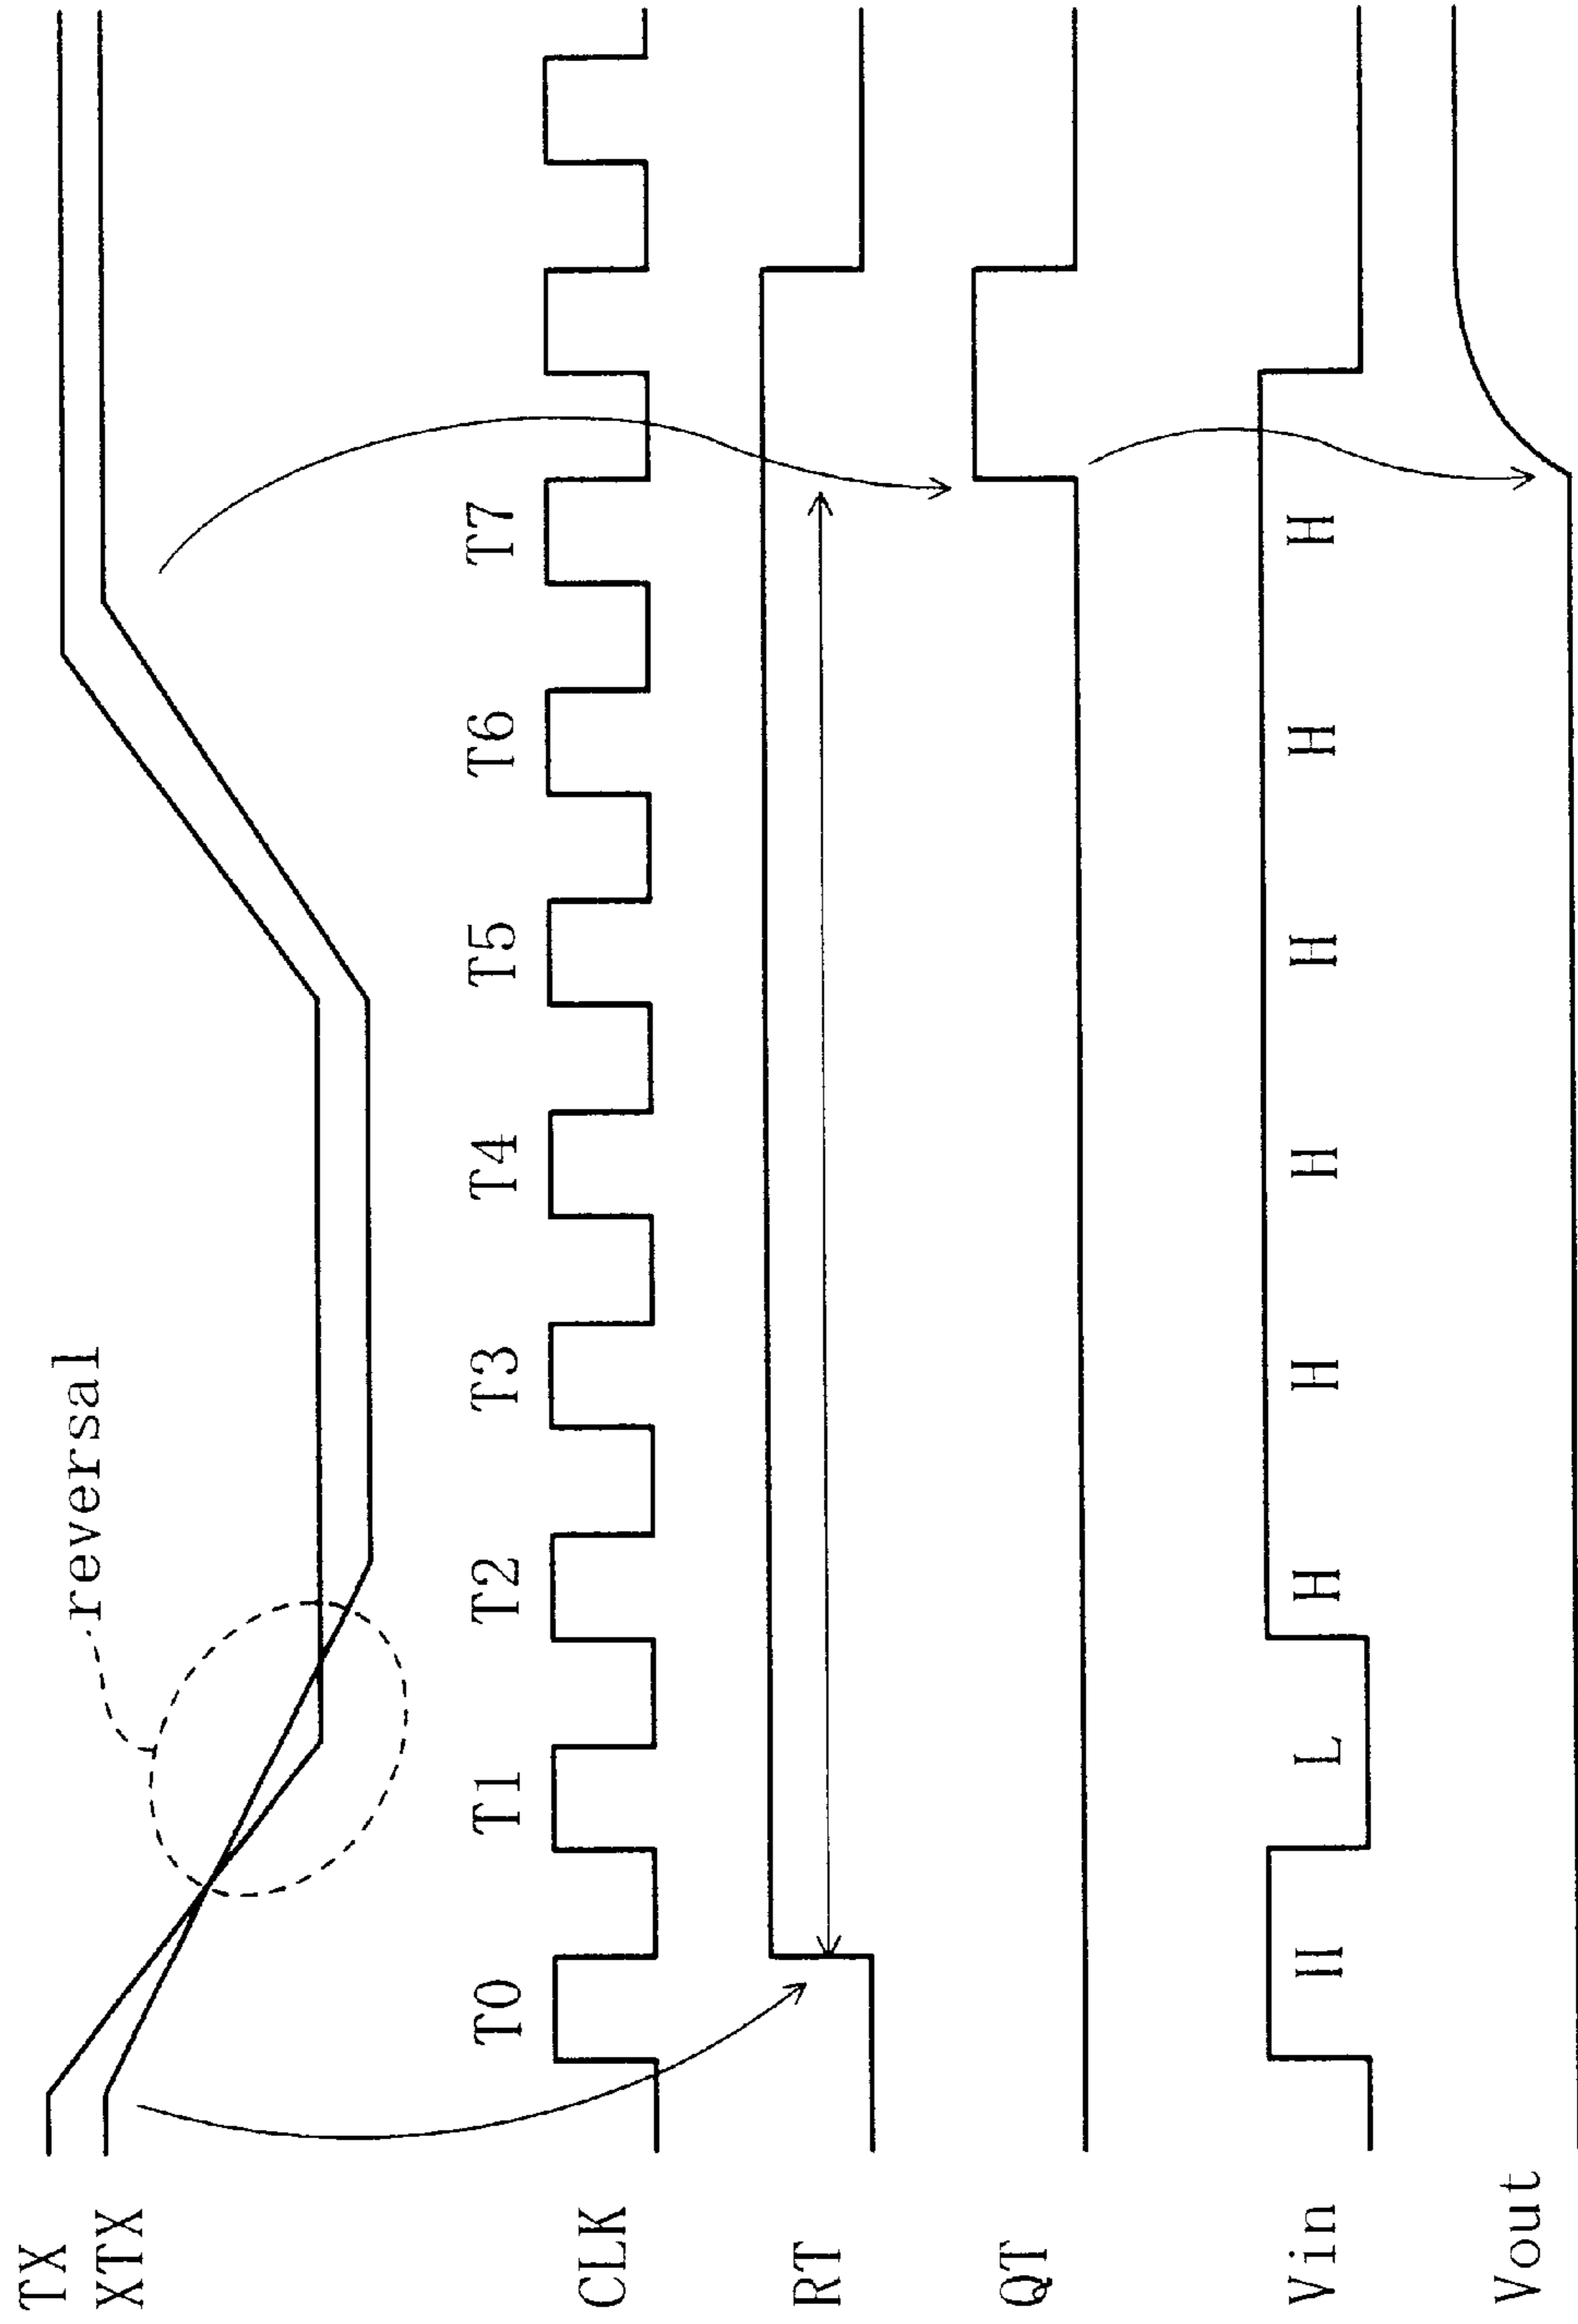 TX
reversal
XTX
CLK
T0 T1 T2 T3 T4 T5 T6 T7
RT
QT
Vin
H L H H H H H H
Vout